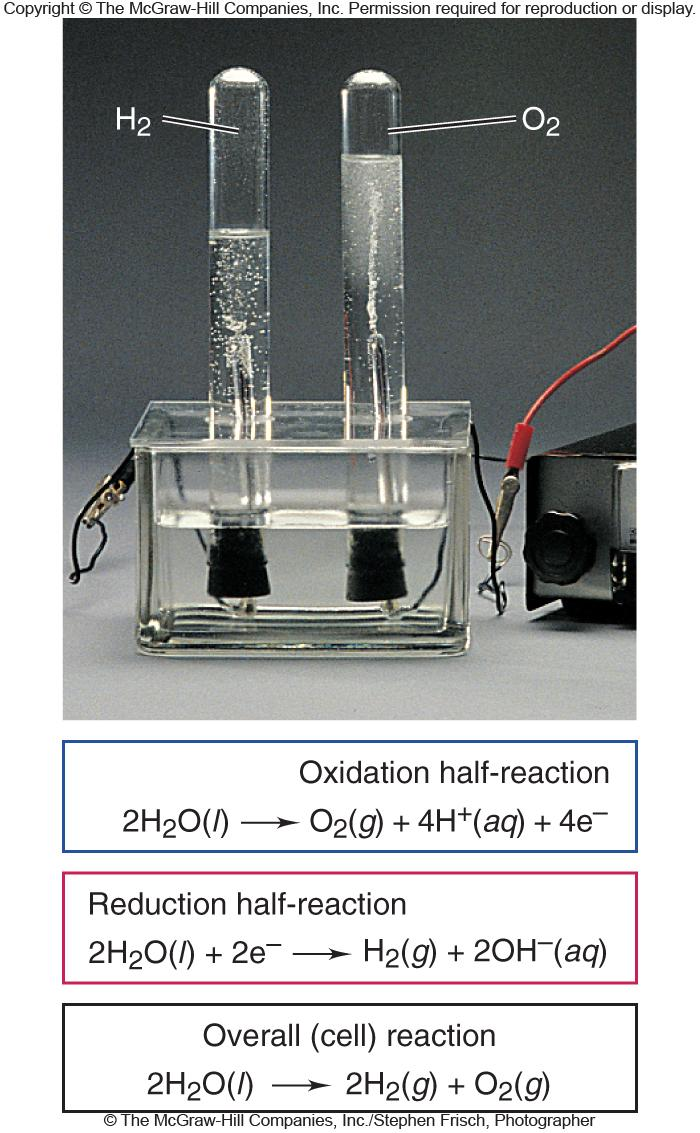 Copyright © The McGraw-Hill Companies, Inc. Permission required for reproduction or display.
H₂ O₂
Oxidation half-reaction
2H₂O(l) ⟶ O₂(g) + 4H⁺(aq) + 4e⁻
Reduction half-reaction
2H₂O(l) + 2e⁻ ⟶ H₂(g) + 2OH⁻(aq)
Overall (cell) reaction
2H₂O(l) ⟶ 2H₂(g) + O₂(g)
© The McGraw-Hill Companies, Inc./Stephen Frisch, Photographer